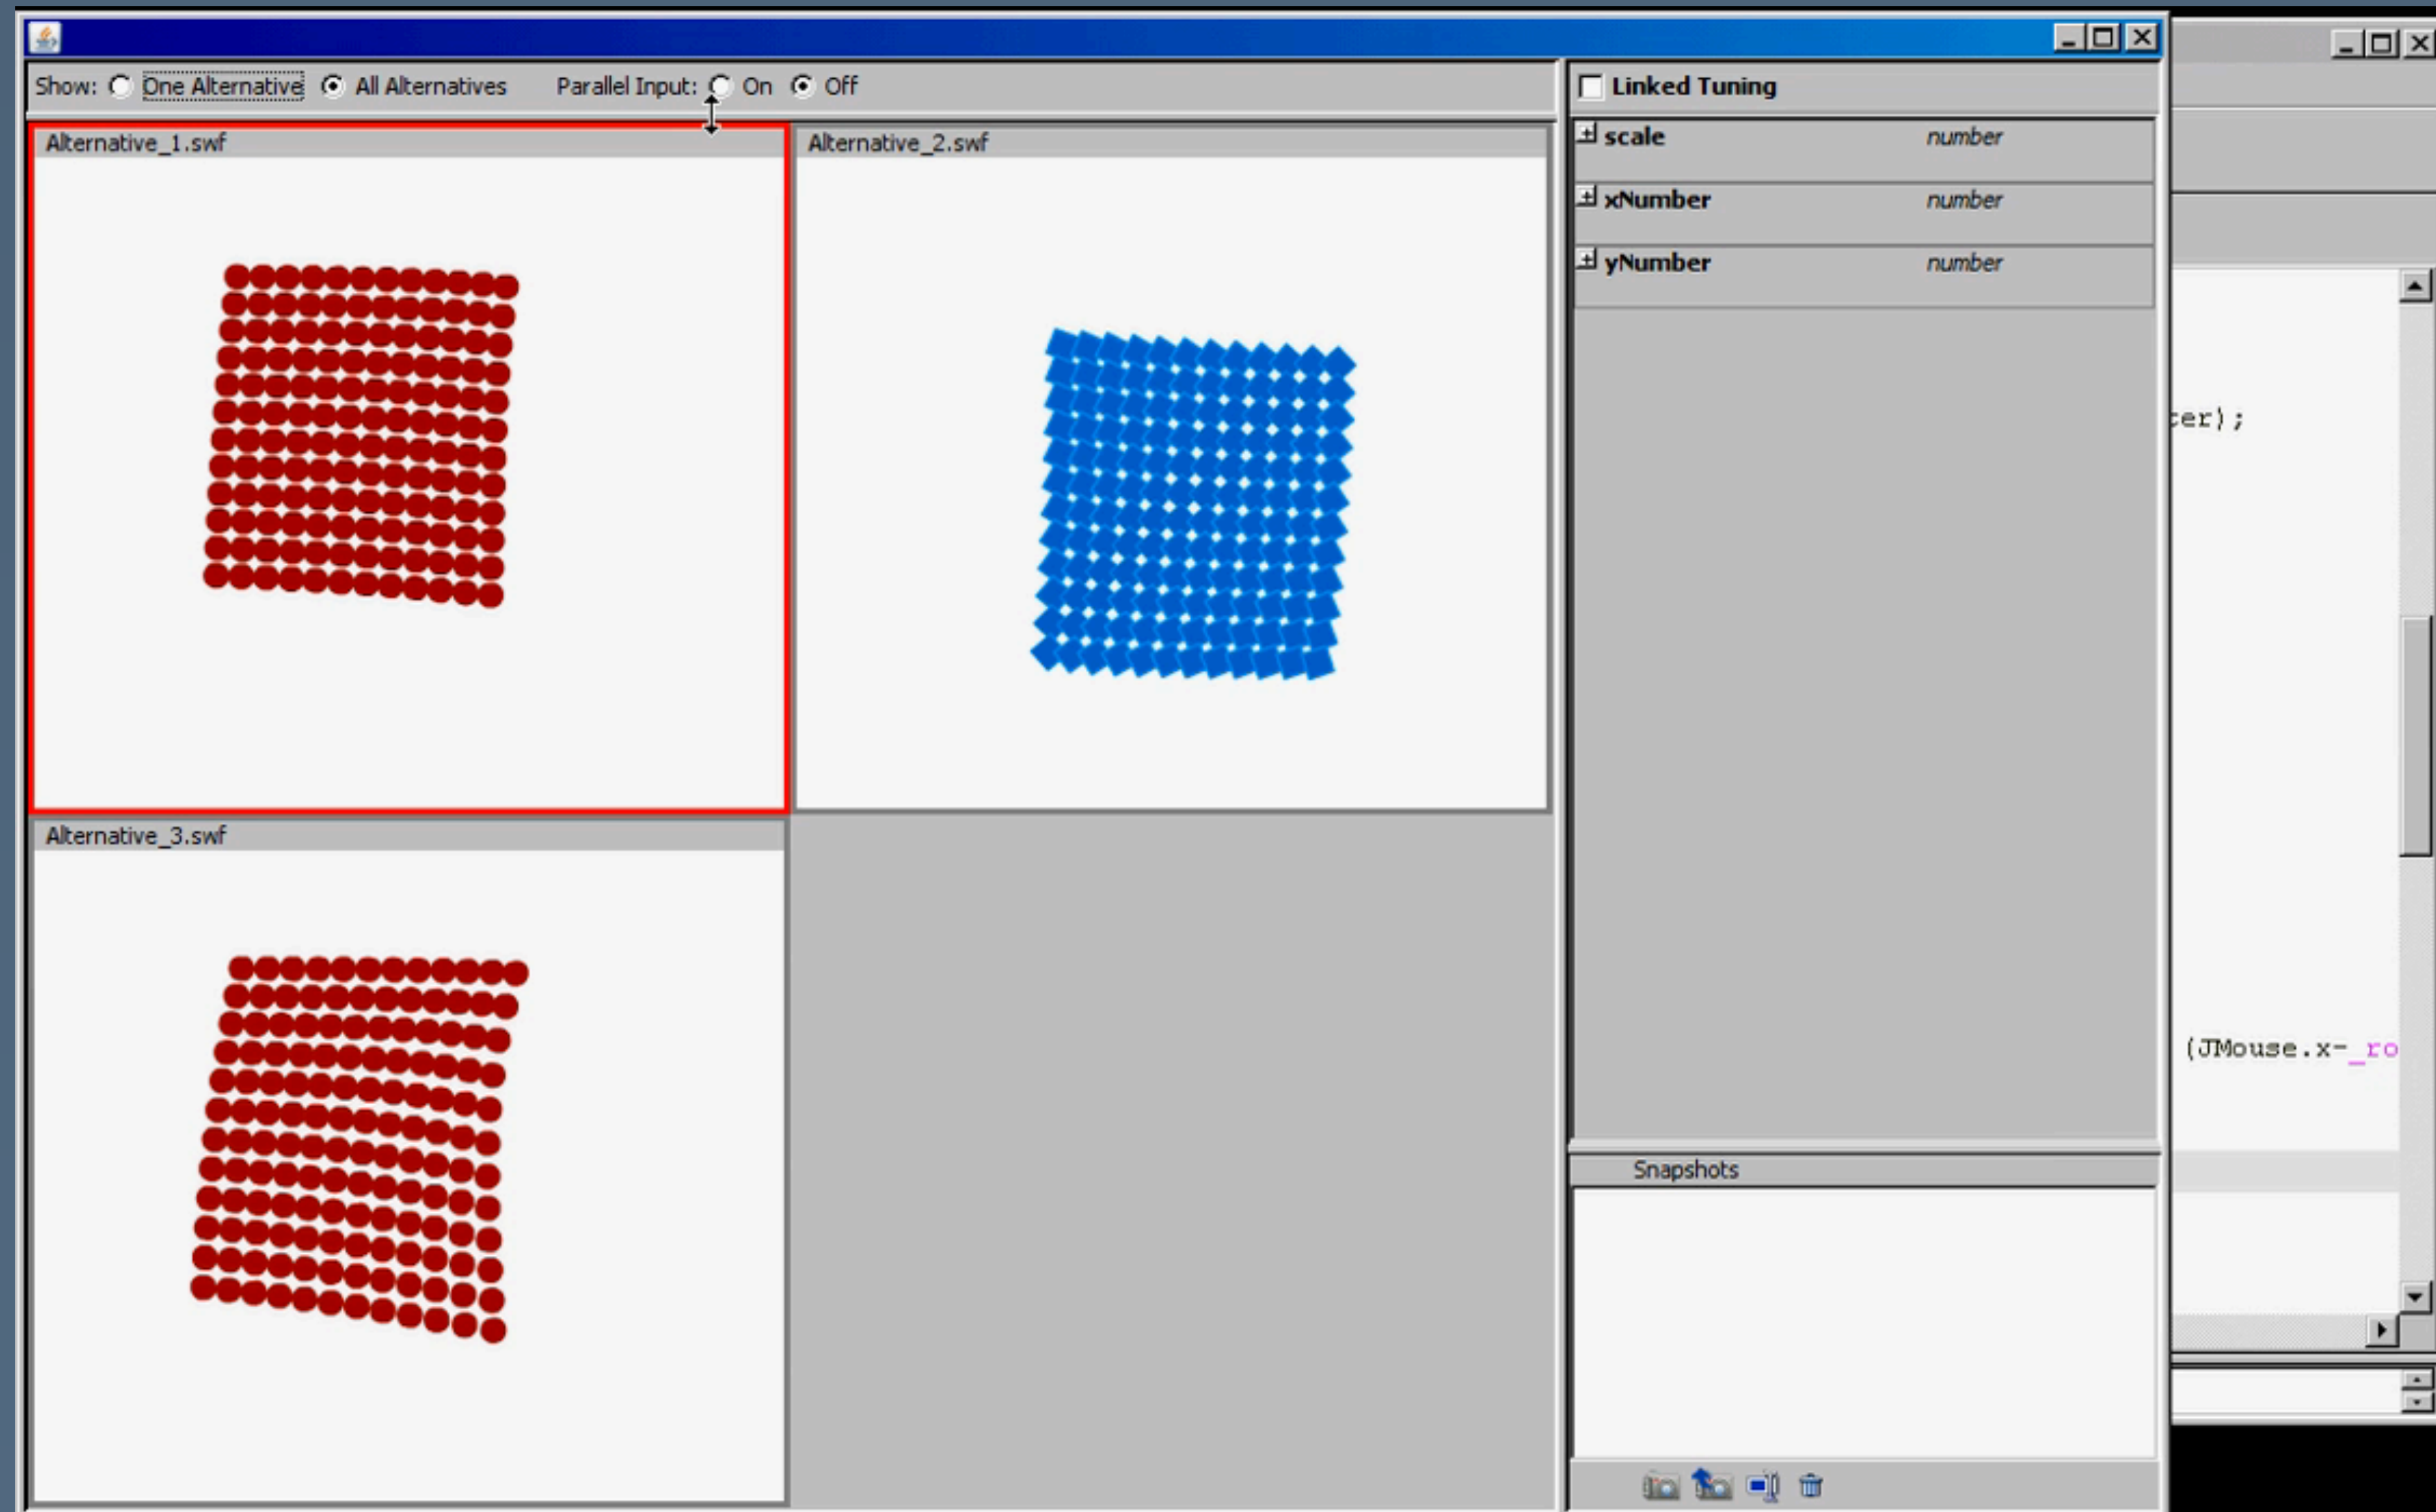 Show: One Alternative All Alternatives Parallel Input: On Off
Linked Tuning
Alternative_1.swf
Alternative_2.swf
scale number
xNumber number
yNumber number
ter);
Alternative_3.swf
(JMouse.x-_ro
Snapshots